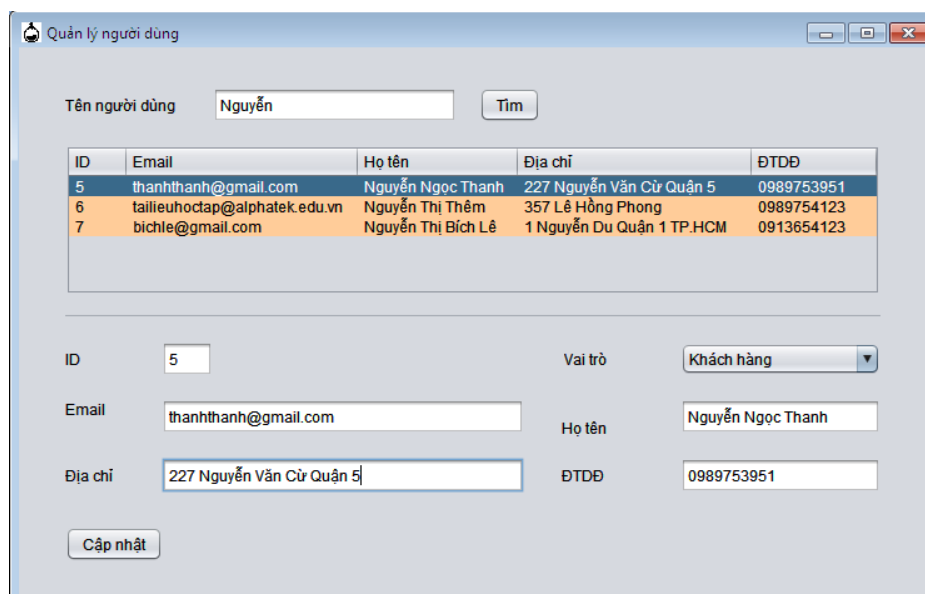 Quản lý người dùng
Tên người dùng Nguyễn Tìm
ID Email Họ tên Địa chỉ ĐTDĐ
5 thanhthanh@gmail.com Nguyễn Ngọc Thanh 227 Nguyễn Văn Cừ Quận 5 0989753951
6 tailieuhoctap@alphatek.edu.vn Nguyễn Thị Thêm 357 Lê Hồng Phong 0989754123
7 bichle@gmail.com Nguyễn Thị Bích Lê 1 Nguyễn Du Quận 1 TP.HCM 0913654123
ID 5 Vai trò Khách hàng
Email thanhthanh@gmail.com Họ tên Nguyễn Ngọc Thanh
Địa chỉ 227 Nguyễn Văn Cừ Quận 5 ĐTDĐ 0989753951
Cập nhật